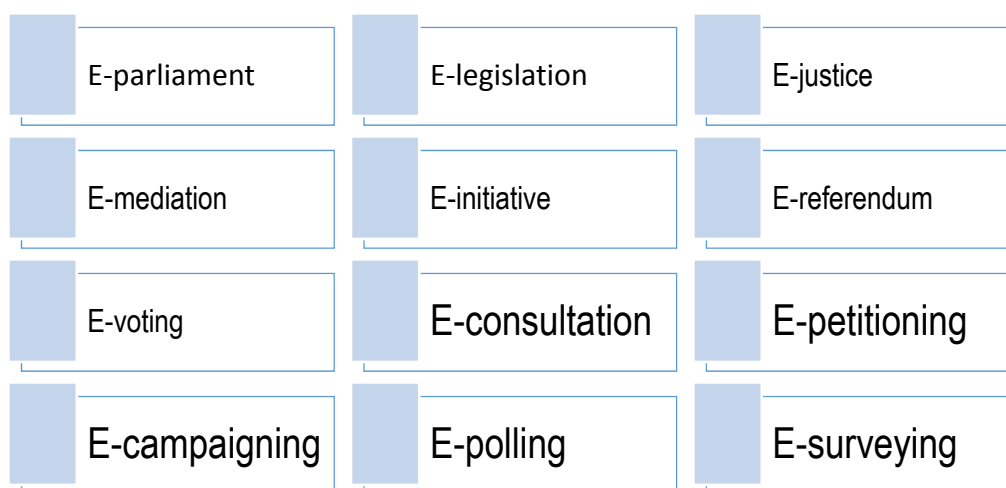 E-parliament
E-legislation
E-justice
E-mediation
E-initiative
E-referendum
E-voting
E-consultation
E-petitioning
E-campaigning
E-polling
E-surveying